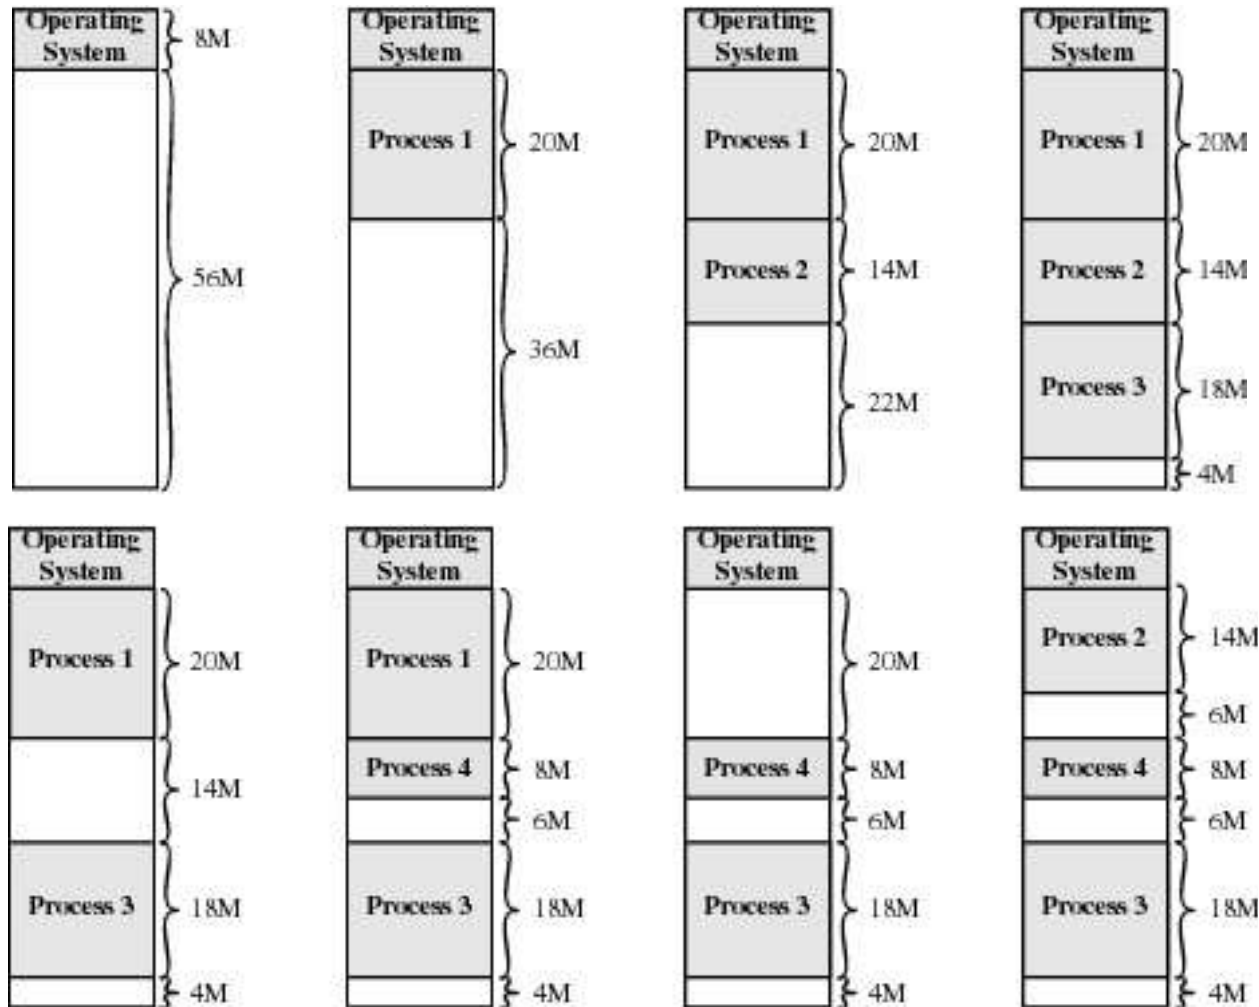 Operating
System
8M
56M
Operating
System
Process 1
20M
36M
Operating
System
Process 1
20M
Process 2
14M
22M
Operating
System
Process 1
20M
Process 2
14M
Process 3
18M
4M
Operating
System
Process 1
20M
14M
Process 3
18M
4M
Operating
System
Process 1
20M
Process 4
8M
6M
Process 3
18M
4M
Operating
System
20M
Process 4
8M
6M
Process 3
18M
4M
Operating
System
Process 2
14M
6M
Process 4
8M
6M
Process 3
18M
4M